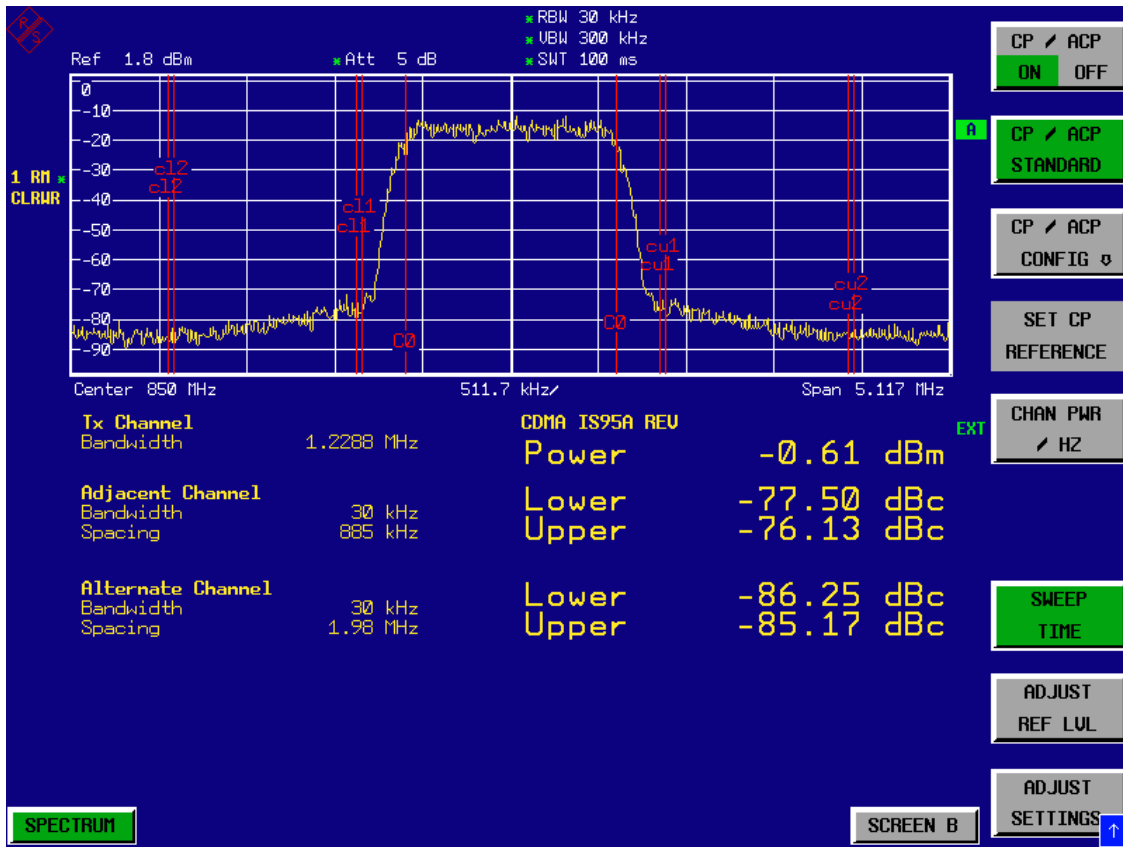 R S
* RBW 30 kHz
* VBW 300 kHz
Ref 1.8 dBm * Att 5 dB * SWT 100 ms
1 RM *
CLRWR
A
0
-10
-20
-30
-40
-50
-60
-70
-80
-90
cl2
cl2
cl1
cl1
C0
C0
cu1
cu1
cu2
cu2
Center 850 MHz 511.7 kHz/ Span 5.117 MHz
Tx Channel CDMA IS95A REV
EXT
Bandwidth 1.2288 MHz Power -0.61 dBm
Adjacent Channel Lower -77.50 dBc
Bandwidth 30 kHz
Spacing 885 kHz Upper -76.13 dBc
Alternate Channel Lower -86.25 dBc
Bandwidth 30 kHz
Spacing 1.98 MHz Upper -85.17 dBc
SPECTRUM
SCREEN B
CP / ACP
ON OFF
CP / ACP
STANDARD
CP / ACP
CONFIG ⇩
SET CP
REFERENCE
CHAN PWR
/ HZ
SWEEP
TIME
ADJUST
REF LVL
ADJUST
SETTINGS
↑